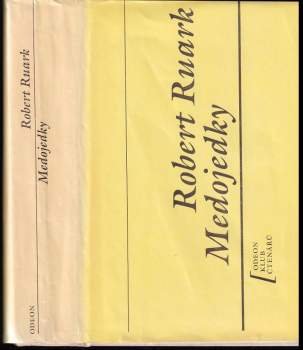 Robert Ruark
Medojedky
ODEON
Robert Ruark
Medojedky
ODEON
KLUB
ČTENÁŘŮ